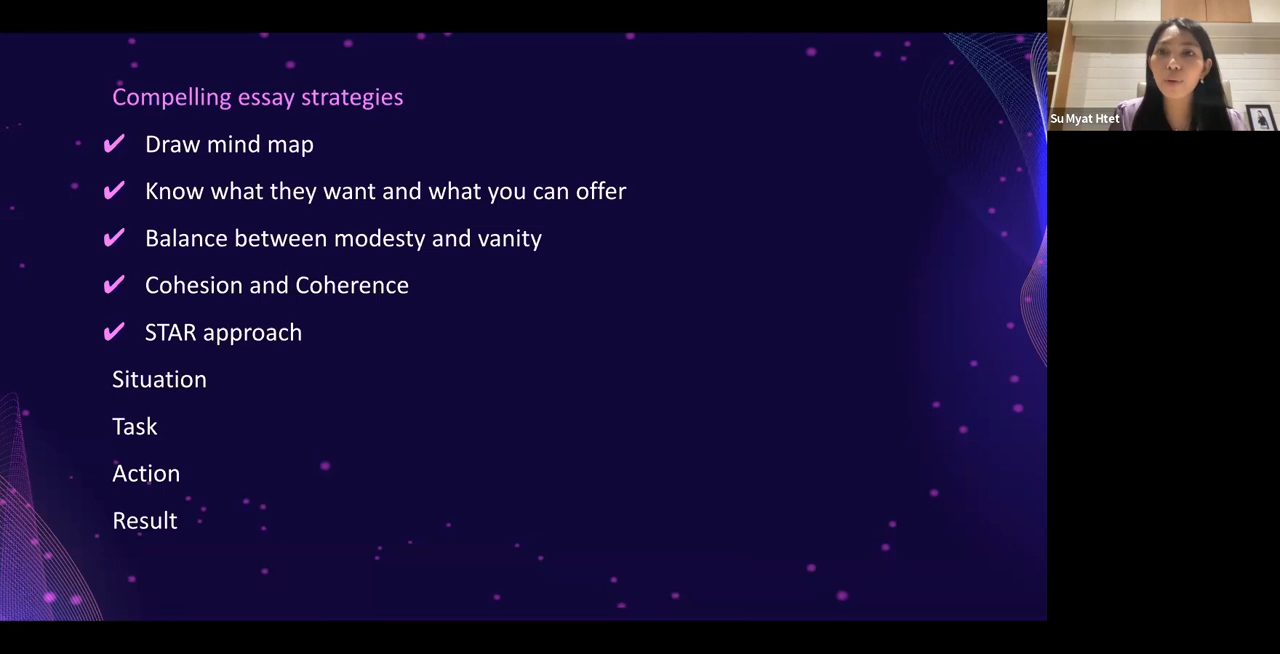 Compelling essay strategies
✔ Draw mind map
✔ Know what they want and what you can offer
✔ Balance between modesty and vanity
✔ Cohesion and Coherence
✔ STAR approach
Situation
Task
Action
Result
Su Myat Htet